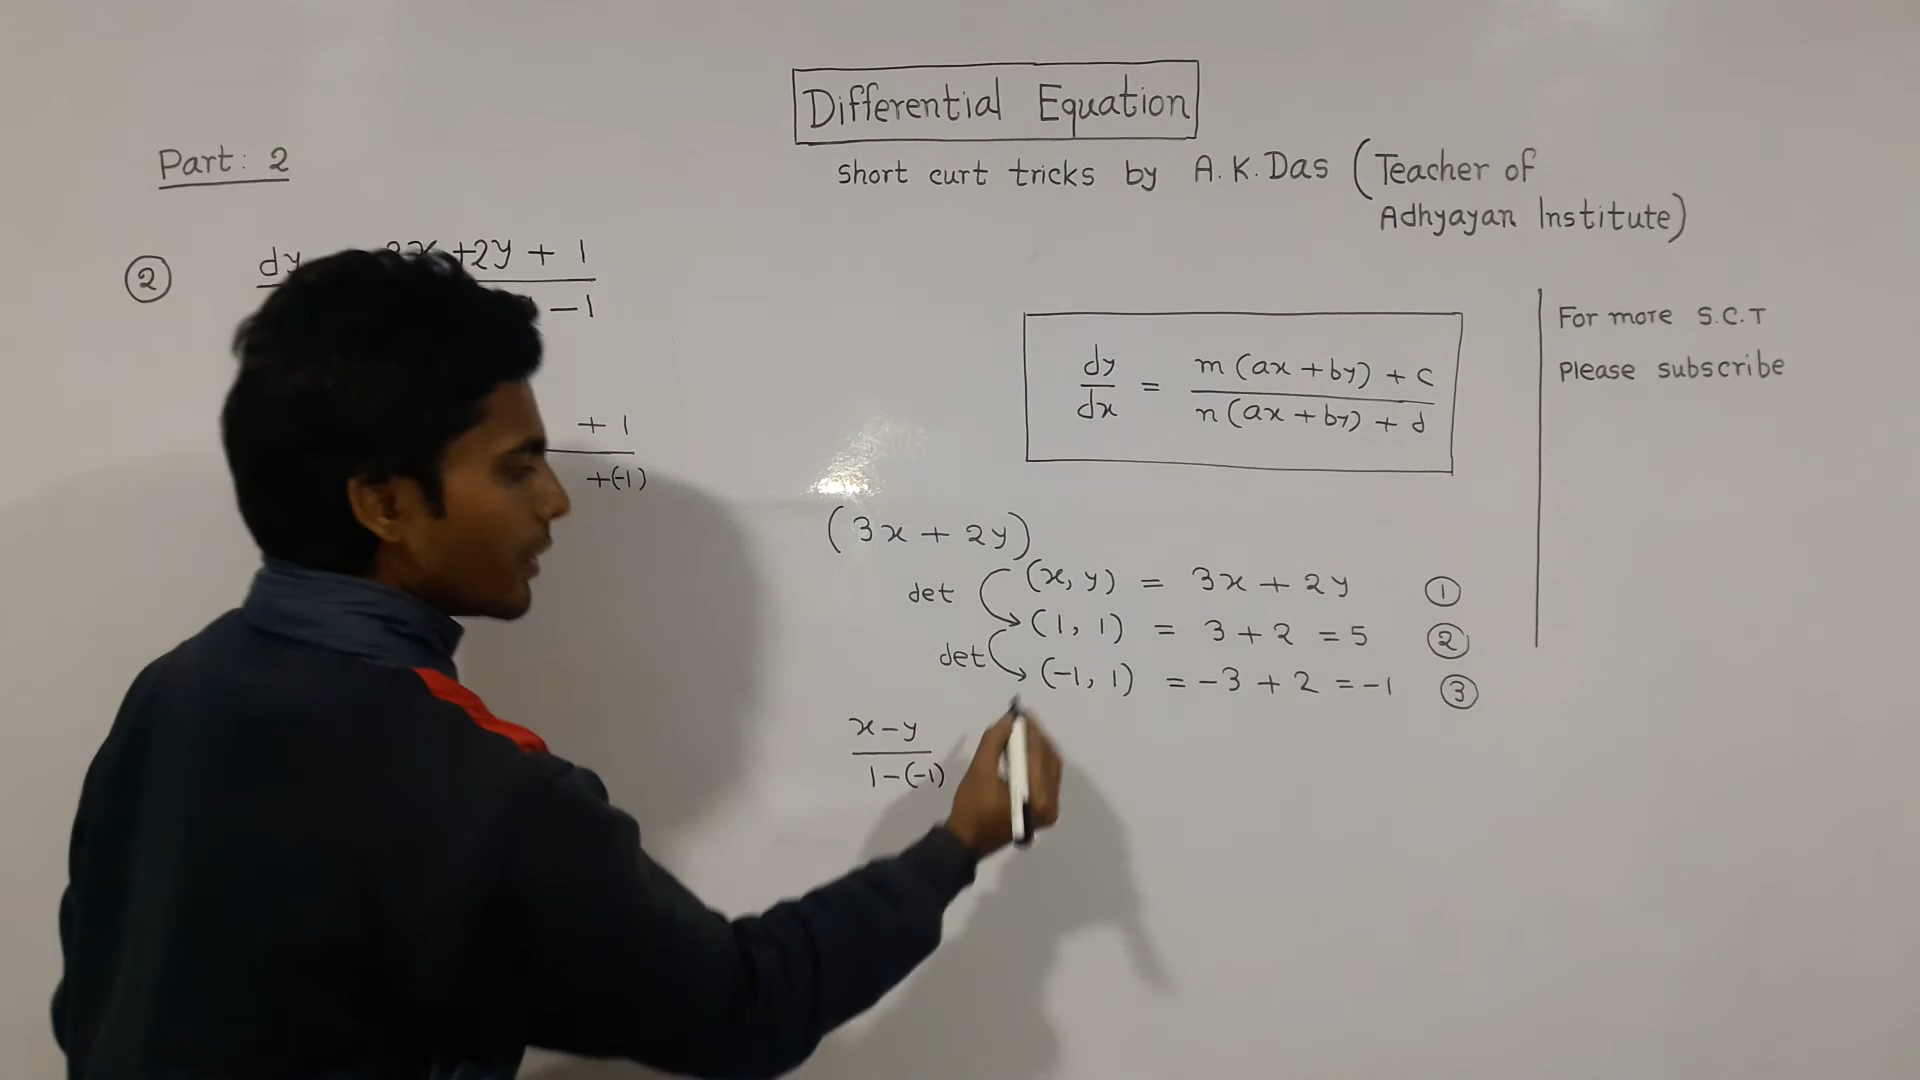 Differential Equation
Part: 2
short curt tricks by A.K.Das (Teacher of
Adhyayan Institute)
② dy +2y + 1
-1
+ 1
+(-1)
dy/dx = m(ax+by)+c / n(ax+by)+d
For more S.C.T
Please subscribe
(3x + 2y)
det (x, y) = 3x + 2y ①
(1, 1) = 3 + 2 = 5 ②
det (-1, 1) = -3 + 2 = -1 ③
x-y
1-(-1)